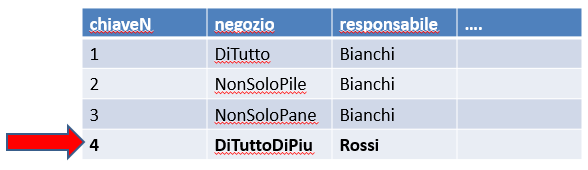 chiaveN negozio responsabile ....
1 DiTutto Bianchi
2 NonSoloPile Bianchi
3 NonSoloPane Bianchi
4 DiTuttoDiPiu Rossi